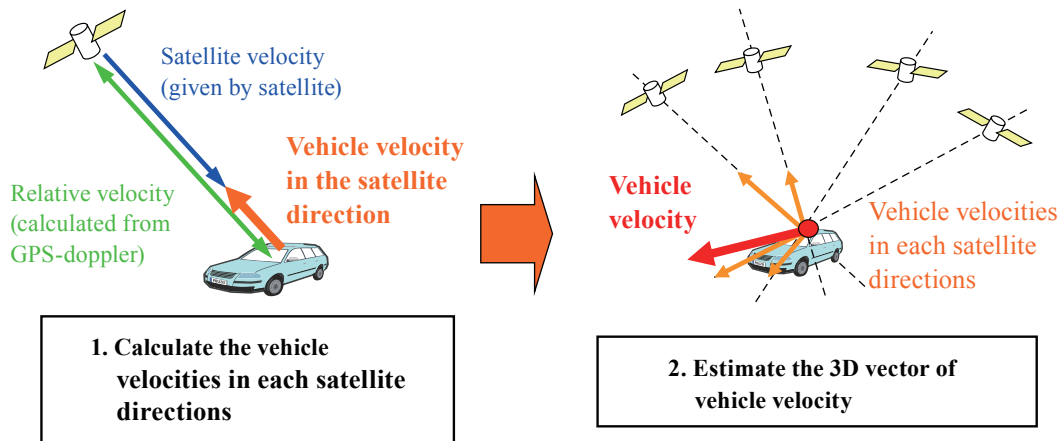 Satellite velocity
(given by satellite)
Vehicle velocity
in the satellite
direction
Relative velocity
(calculated from
GPS-doppler)
1. Calculate the vehicle
velocities in each satellite
directions
Vehicle
velocity
Vehicle velocities
in each satellite
directions
2. Estimate the 3D vector of
vehicle velocity